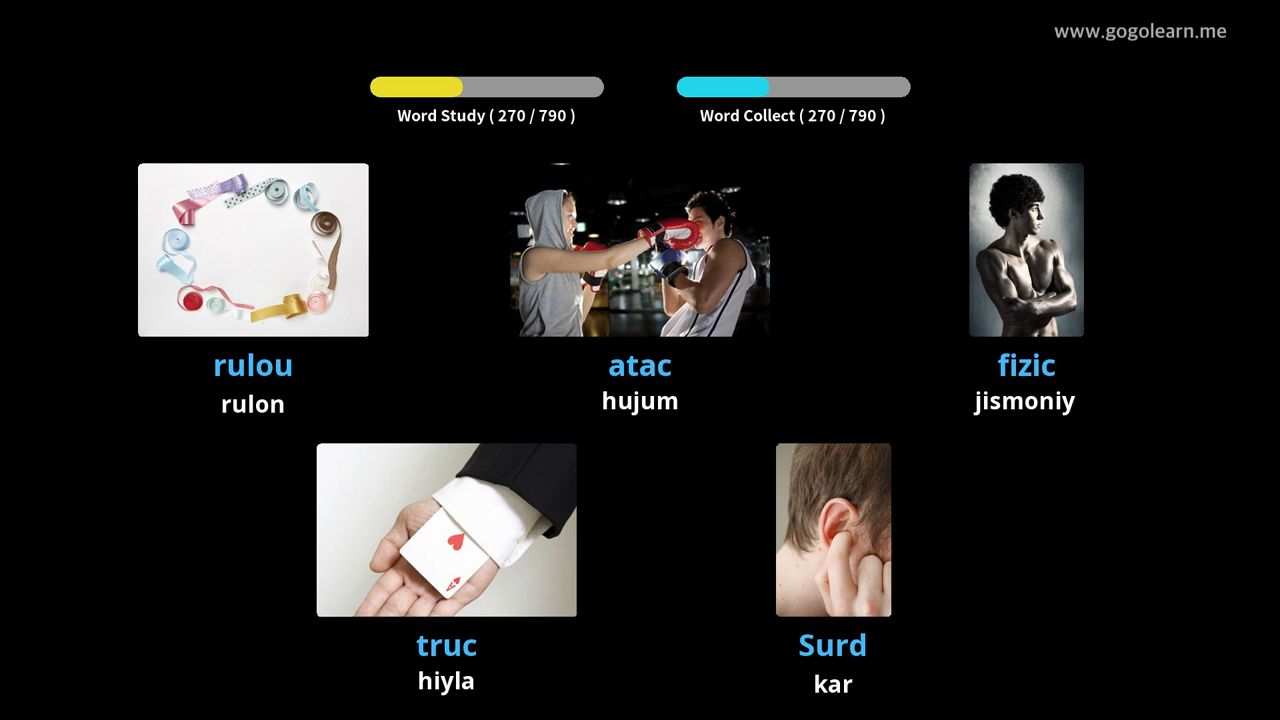 www.gogolearn.me
Word Study ( 270 / 790 )
Word Collect ( 270 / 790 )
rulou
rulon
atac
hujum
fizic
jismoniy
truc
hiyla
Surd
kar